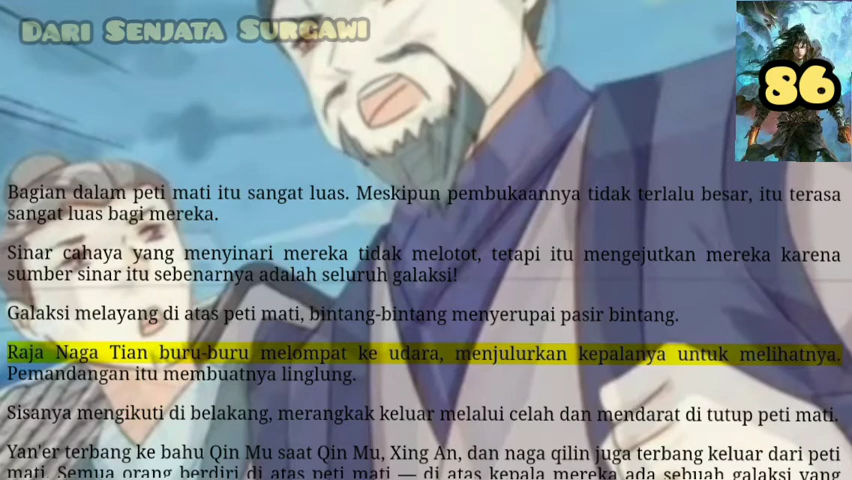 Dari Senjata Surgawi
86
Bagian dalam peti mati itu sangat luas. Meskipun pembukaannya tidak terlalu besar, itu terasa
sangat luas bagi mereka.
Sinar cahaya yang menyinari mereka tidak melotot, tetapi itu mengejutkan mereka karena
sumber sinar itu sebenarnya adalah seluruh galaksi!
Galaksi melayang di atas peti mati, bintang-bintang menyerupai pasir bintang.
Raja Naga Tian buru-buru melompat ke udara, menjulurkan kepalanya untuk melihatnya.
Pemandangan itu membuatnya linglung.
Sisanya mengikuti di belakang, merangkak keluar melalui celah dan mendarat di tutup peti mati.
Yan'er terbang ke bahu Qin Mu saat Qin Mu, Xing An, dan naga qilin juga terbang keluar dari peti
mati. Semua orang berdiri di atas peti mati — di atas kepala mereka ada sebuah galaksi yang